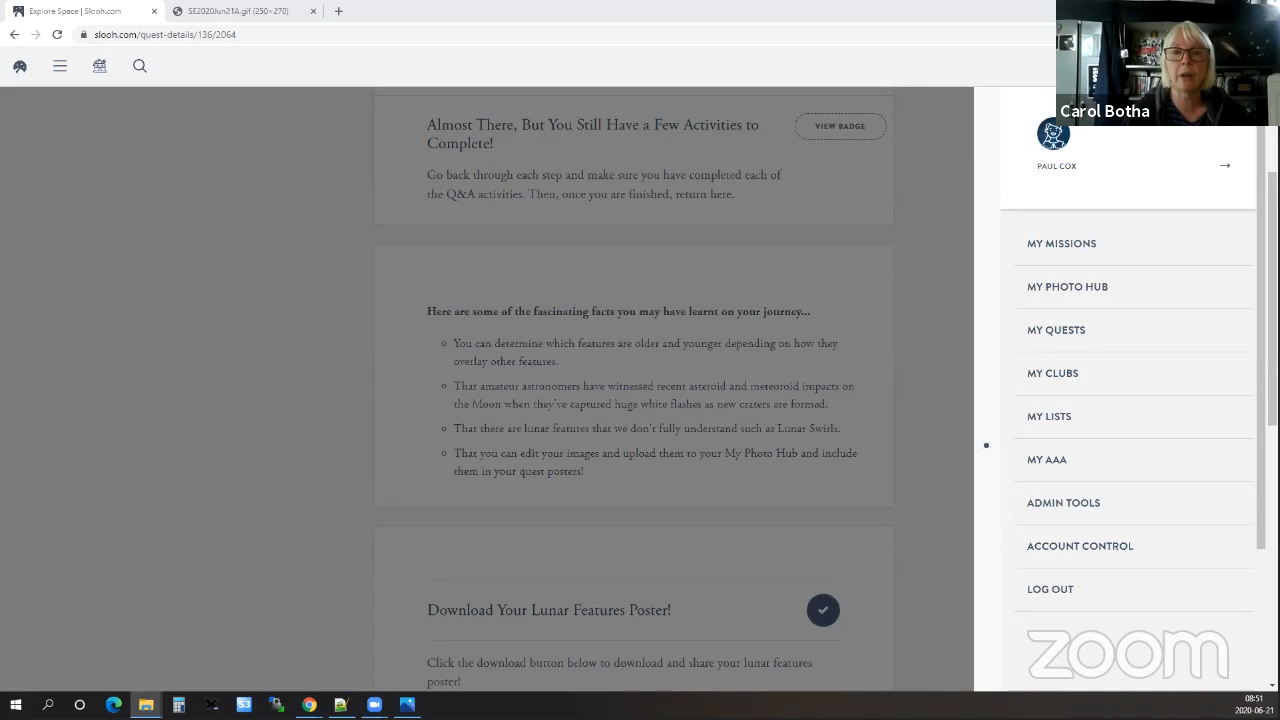 Explore Space | Slooh.com
SE2020Jun21A.gif (250×270)
slooh.com/quest-details/136/2064
Carol Botha
Almost There, But You Still Have a Few Activities to
Complete!
VIEW BADGE
Go back through each step and make sure you have completed each of
the Q&A activities. Then, once you are finished, return here.
Here are some of the fascinating facts you may have learnt on your journey...
You can determine which features are older and younger depending on how they
overlay other features.
That amateur astronomers have witnessed recent asteroid and meteoroid impacts on
the Moon when they've captured huge white flashes as new craters are formed.
That there are lunar features that we don't fully understand such as Lunar Swirls.
That you can edit your images and upload them to your My Photo Hub and include
them in your quest posters!
Download Your Lunar Features Poster!
Click the download button below to download and share your lunar features
poster!
PAUL COX
MY MISSIONS
MY PHOTO HUB
MY QUESTS
MY CLUBS
MY LISTS
MY AAA
ADMIN TOOLS
ACCOUNT CONTROL
LOG OUT
zoom
S3
08:51
2020-06-21